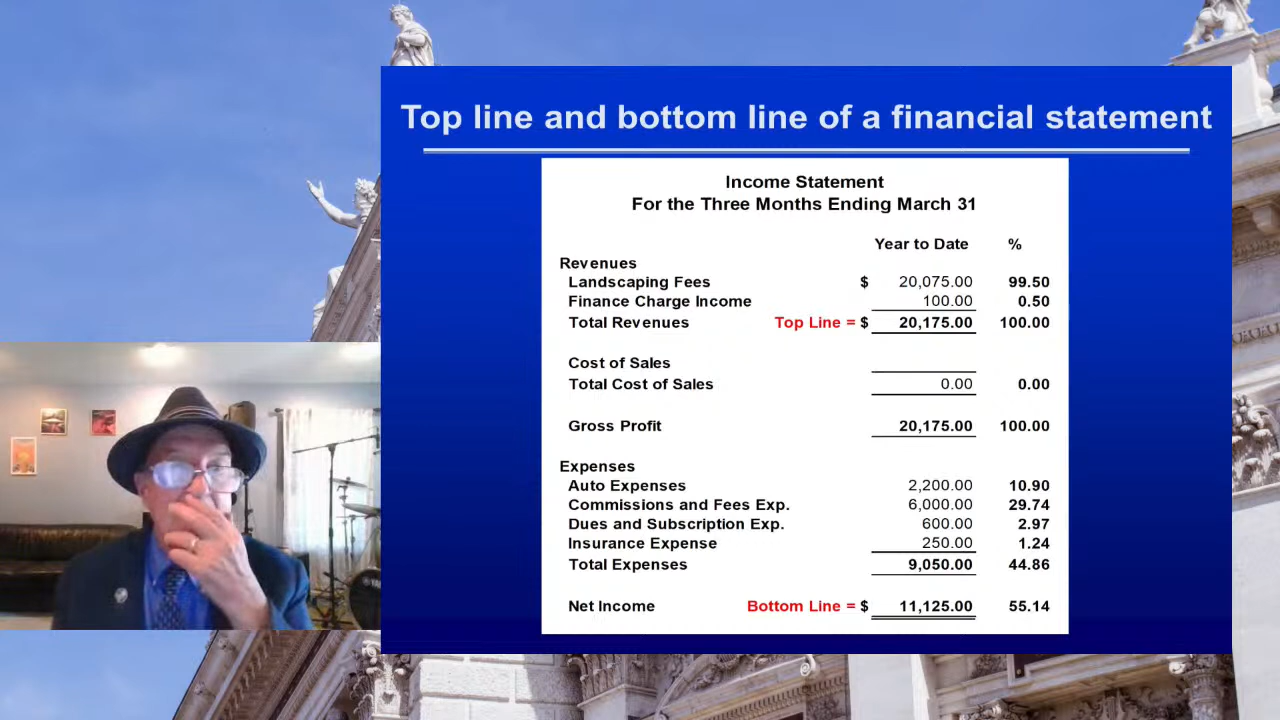 Top line and bottom line of a financial statement
Income Statement
For the Three Months Ending March 31
Year to Date %
Revenues
Landscaping Fees $ 20,075.00 99.50
Finance Charge Income 100.00 0.50
Total Revenues Top Line = $ 20,175.00 100.00
Cost of Sales
Total Cost of Sales 0.00 0.00
Gross Profit 20,175.00 100.00
Expenses
Auto Expenses 2,200.00 10.90
Commissions and Fees Exp. 6,000.00 29.74
Dues and Subscription Exp. 600.00 2.97
Insurance Expense 250.00 1.24
Total Expenses 9,050.00 44.86
Net Income Bottom Line = $ 11,125.00 55.14